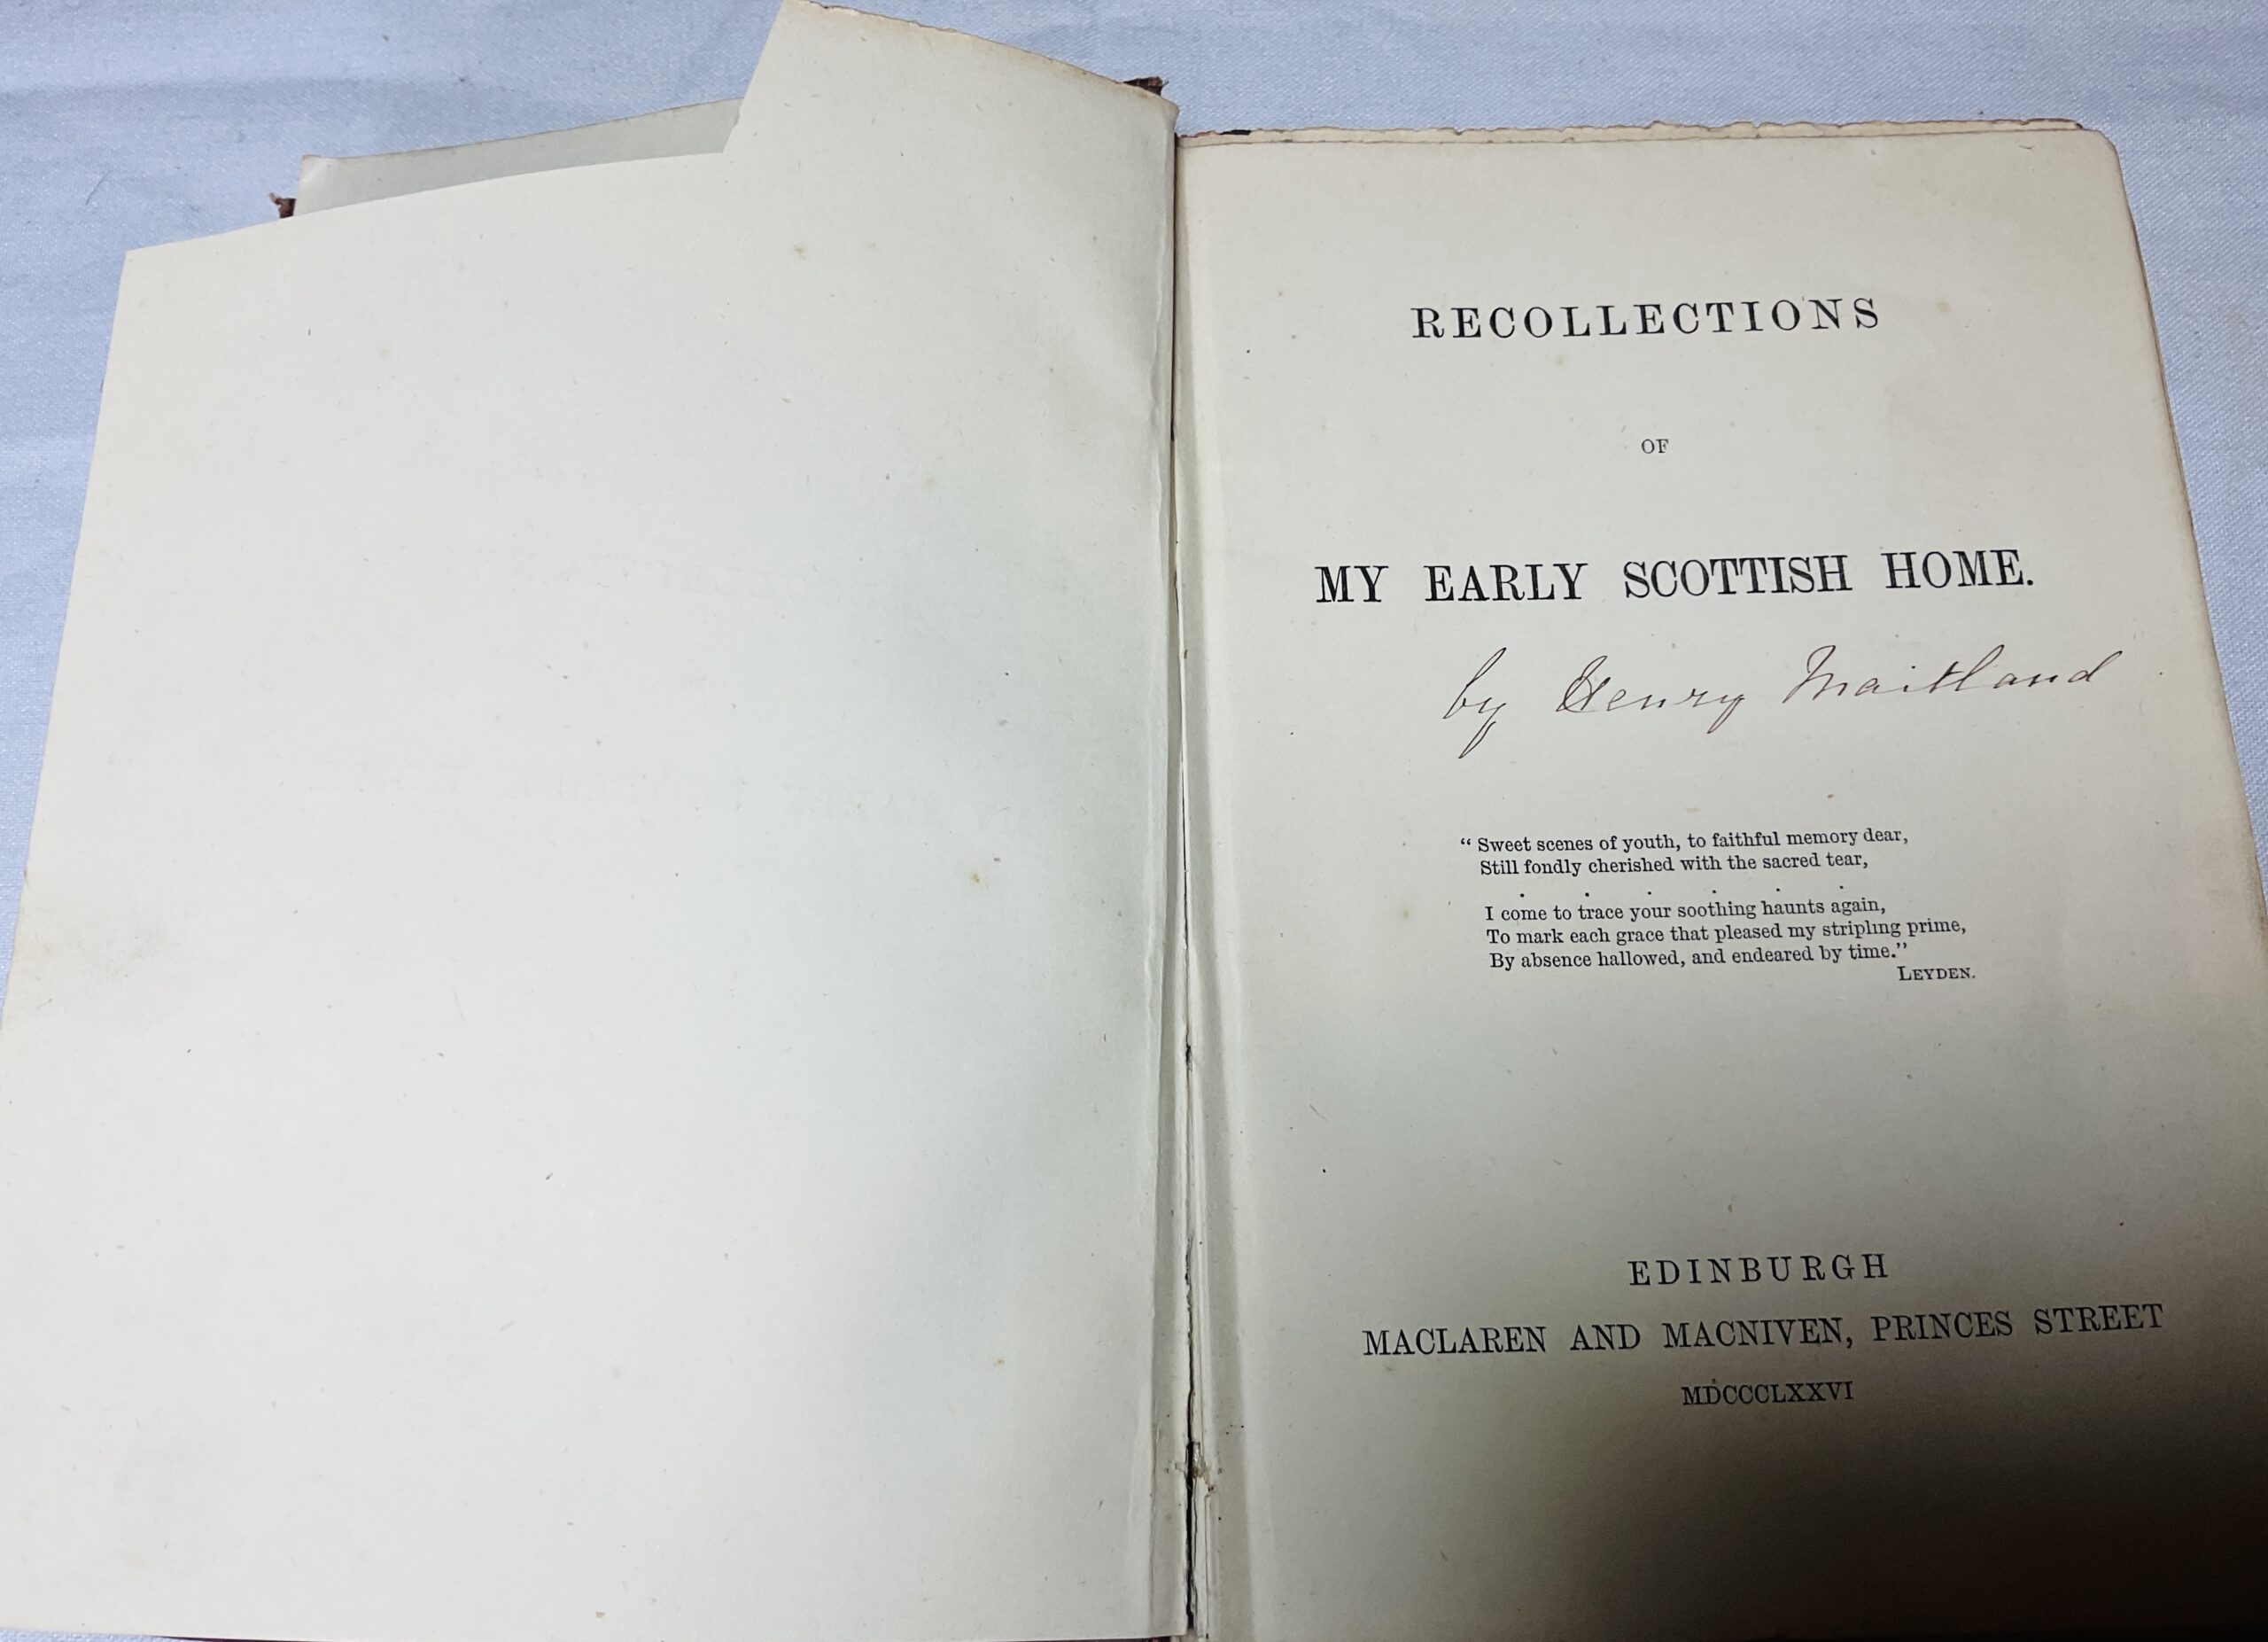 RECOLLECTIONS
OF
MY EARLY SCOTTISH HOME.
by Henry Maitland
“ Sweet scenes of youth, to faithful memory dear,
Still fondly cherished with the sacred tear,
. . . . . .
I come to trace your soothing haunts again,
To mark each grace that pleased my stripling prime,
By absence hallowed, and endeared by time.”
LEYDEN.
EDINBURGH
MACLAREN AND MACNIVEN, PRINCES STREET
MDCCCLXXVI